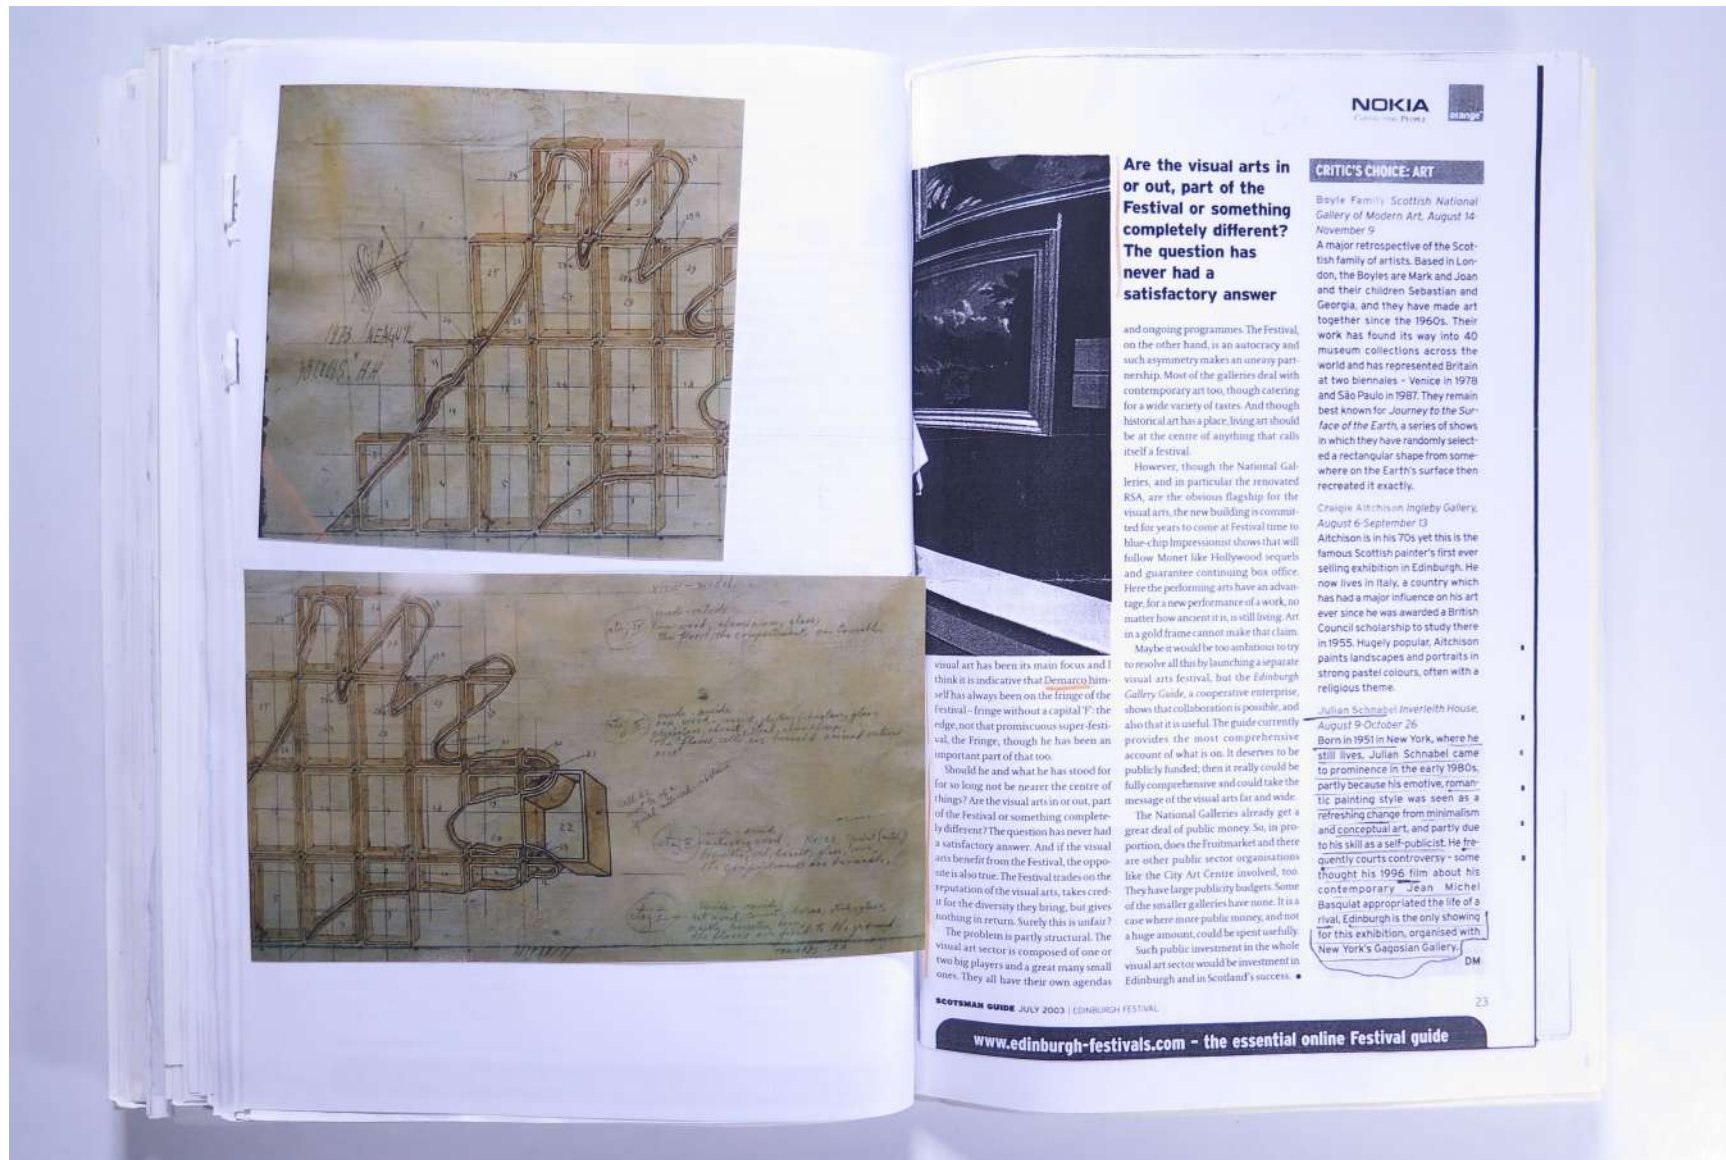 1973. NEAGU.
NOKIA
orange
Are the visual arts in
or out, part of the
Festival or something
completely different?
The question has
never had a
satisfactory answer
visual art has been its main focus and I
think it is indicative that Demarco him-
self has always been on the fringe of the
festival – fringe without a capital 'F': the
edge, not that promiscuous super-festi-
val, the Fringe, though he has been an
important part of that too.
Should he and what he has stood for
for so long not be nearer the centre of
things? Are the visual arts in or out, part
of the Festival or something complete-
ly different? The question has never had
a satisfactory answer. And if the visual
arts benefit from the Festival, the oppo-
site is also true. The Festival trades on the
reputation of the visual arts, takes cred-
it for the diversity they bring, but gives
nothing in return. Surely this is unfair?
The problem is partly structural. The
visual art sector is composed of one or
two big players and a great many small
ones. They all have their own agendas
and ongoing programmes. The Festival,
on the other hand, is an autocracy and
such asymmetry makes an uneasy part-
nership. Most of the galleries deal with
contemporary art too, though catering
for a wide variety of tastes. And though
historical art has a place, living art should
be at the centre of anything that calls
itself a festival.
However, though the National Gal-
leries, and in particular the renovated
RSA, are the obvious flagship for the
visual arts, the new building is commit-
ted for years to come at Festival time to
blue-chip Impressionist shows that will
follow Monet like Hollywood sequels
and guarantee continuing box office.
Here the performing arts have an advan-
tage, for a new performance of a work, no
matter how ancient it is, is still living. Art
in a gold frame cannot make that claim.
Maybe it would be too ambitious to try
to resolve all this by launching a separate
visual arts festival, but the Edinburgh
Gallery Guide, a cooperative enterprise,
shows that collaboration is possible, and
also that it is useful. The guide currently
provides the most comprehensive
account of what is on. It deserves to be
publicly funded; then it really could be
fully comprehensive and could take the
message of the visual arts far and wide.
The National Galleries already get a
great deal of public money. So, in pro-
portion, does the Fruitmarket and there
are other public sector organisations
like the City Art Centre involved, too.
They have large publicity budgets. Some
of the smaller galleries have none. It is a
case where more public money, and not
a huge amount, could be spent usefully.
Such public investment in the whole
visual art sector would be investment in
Edinburgh and in Scotland's success. •
CRITIC'S CHOICE: ART
Boyle Family Scottish National
Gallery of Modern Art, August 14-
November 9
A major retrospective of the Scot-
tish family of artists. Based in Lon-
don, the Boyles are Mark and Joan
and their children Sebastian and
Georgia, and they have made art
together since the 1960s. Their
work has found its way into 40
museum collections across the
world and has represented Britain
at two biennales – Venice in 1978
and São Paulo in 1987. They remain
best known for Journey to the Sur-
face of the Earth, a series of shows
in which they have randomly select-
ed a rectangular shape from some-
where on the Earth's surface then
recreated it exactly.
Craigie Aitchison Ingleby Gallery,
August 6-September 13
Aitchison is in his 70s yet this is the
famous Scottish painter's first ever
selling exhibition in Edinburgh. He
now lives in Italy, a country which
has had a major influence on his art
ever since he was awarded a British
Council scholarship to study there
in 1955. Hugely popular, Aitchison
paints landscapes and portraits in
strong pastel colours, often with a
religious theme.
Julian Schnabel Inverleith House,
August 9-October 26
Born in 1951 in New York, where he
still lives, Julian Schnabel came
to prominence in the early 1980s,
partly because his emotive, roman-
tic painting style was seen as a
refreshing change from minimalism
and conceptual art, and partly due
to his skill as a self-publicist. He fre-
quently courts controversy – some
thought his 1996 film about his
contemporary Jean Michel
Basquiat appropriated the life of a
rival. Edinburgh is the only showing
for this exhibition, organised with
New York's Gagosian Gallery.
DM
SCOTSMAN GUIDE JULY 2003 | EDINBURGH FESTIVAL
23
www.edinburgh-festivals.com – the essential online Festival guide